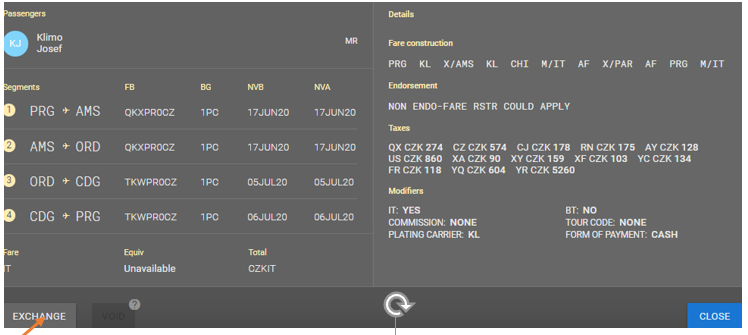 Passengers
KJ
Klimo
Josef
MR
Segments FB BG NVB NVA
1 PRG AMS QKXPR0CZ 1PC 17JUN20 17JUN20
2 AMS ORD QKXPR0CZ 1PC 17JUN20 17JUN20
3 ORD CDG TKWPR0CZ 1PC 05JUL20 05JUL20
4 CDG PRG TKWPR0CZ 1PC 06JUL20 06JUL20
Fare Equiv Total
IT Unavailable CZKIT
Details
Fare construction
PRG KL X/AMS KL CHI M/IT AF X/PAR AF PRG M/IT
Endorsement
NON ENDO-FARE RSTR COULD APPLY
Taxes
QX CZK 274 CZ CZK 574 CJ CZK 178 RN CZK 175 AY CZK 128
US CZK 860 XA CZK 90 XY CZK 159 XF CZK 103 YC CZK 134
FR CZK 118 YQ CZK 604 YR CZK 5260
Modifiers
IT: YES BT: NO
COMMISSION: NONE TOUR CODE: NONE
PLATING CARRIER: KL FORM OF PAYMENT: CASH
EXCHANGE VOID ? CLOSE